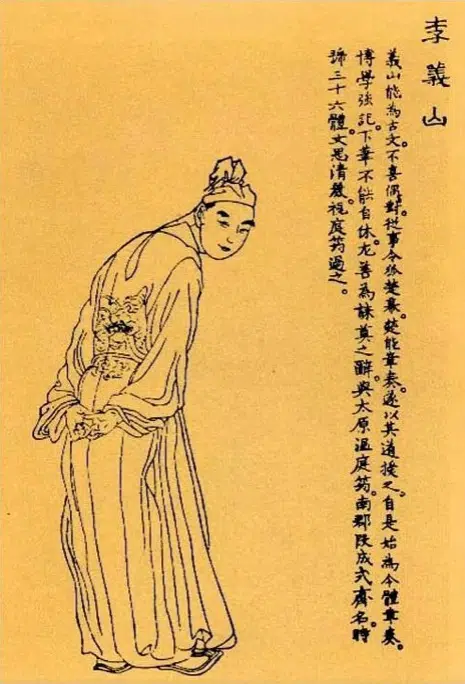 李義山
義山能為古文。不喜偶對。從事令狐楚幕。楚能章奏。遂以其道授之。自是始為今體章奏。
博學強記。下筆不能自休。尤善為誄奠之辭。與太原溫庭筠。南郡段成式齊名。時
號三十六體。文思清麗。視庭筠過之。